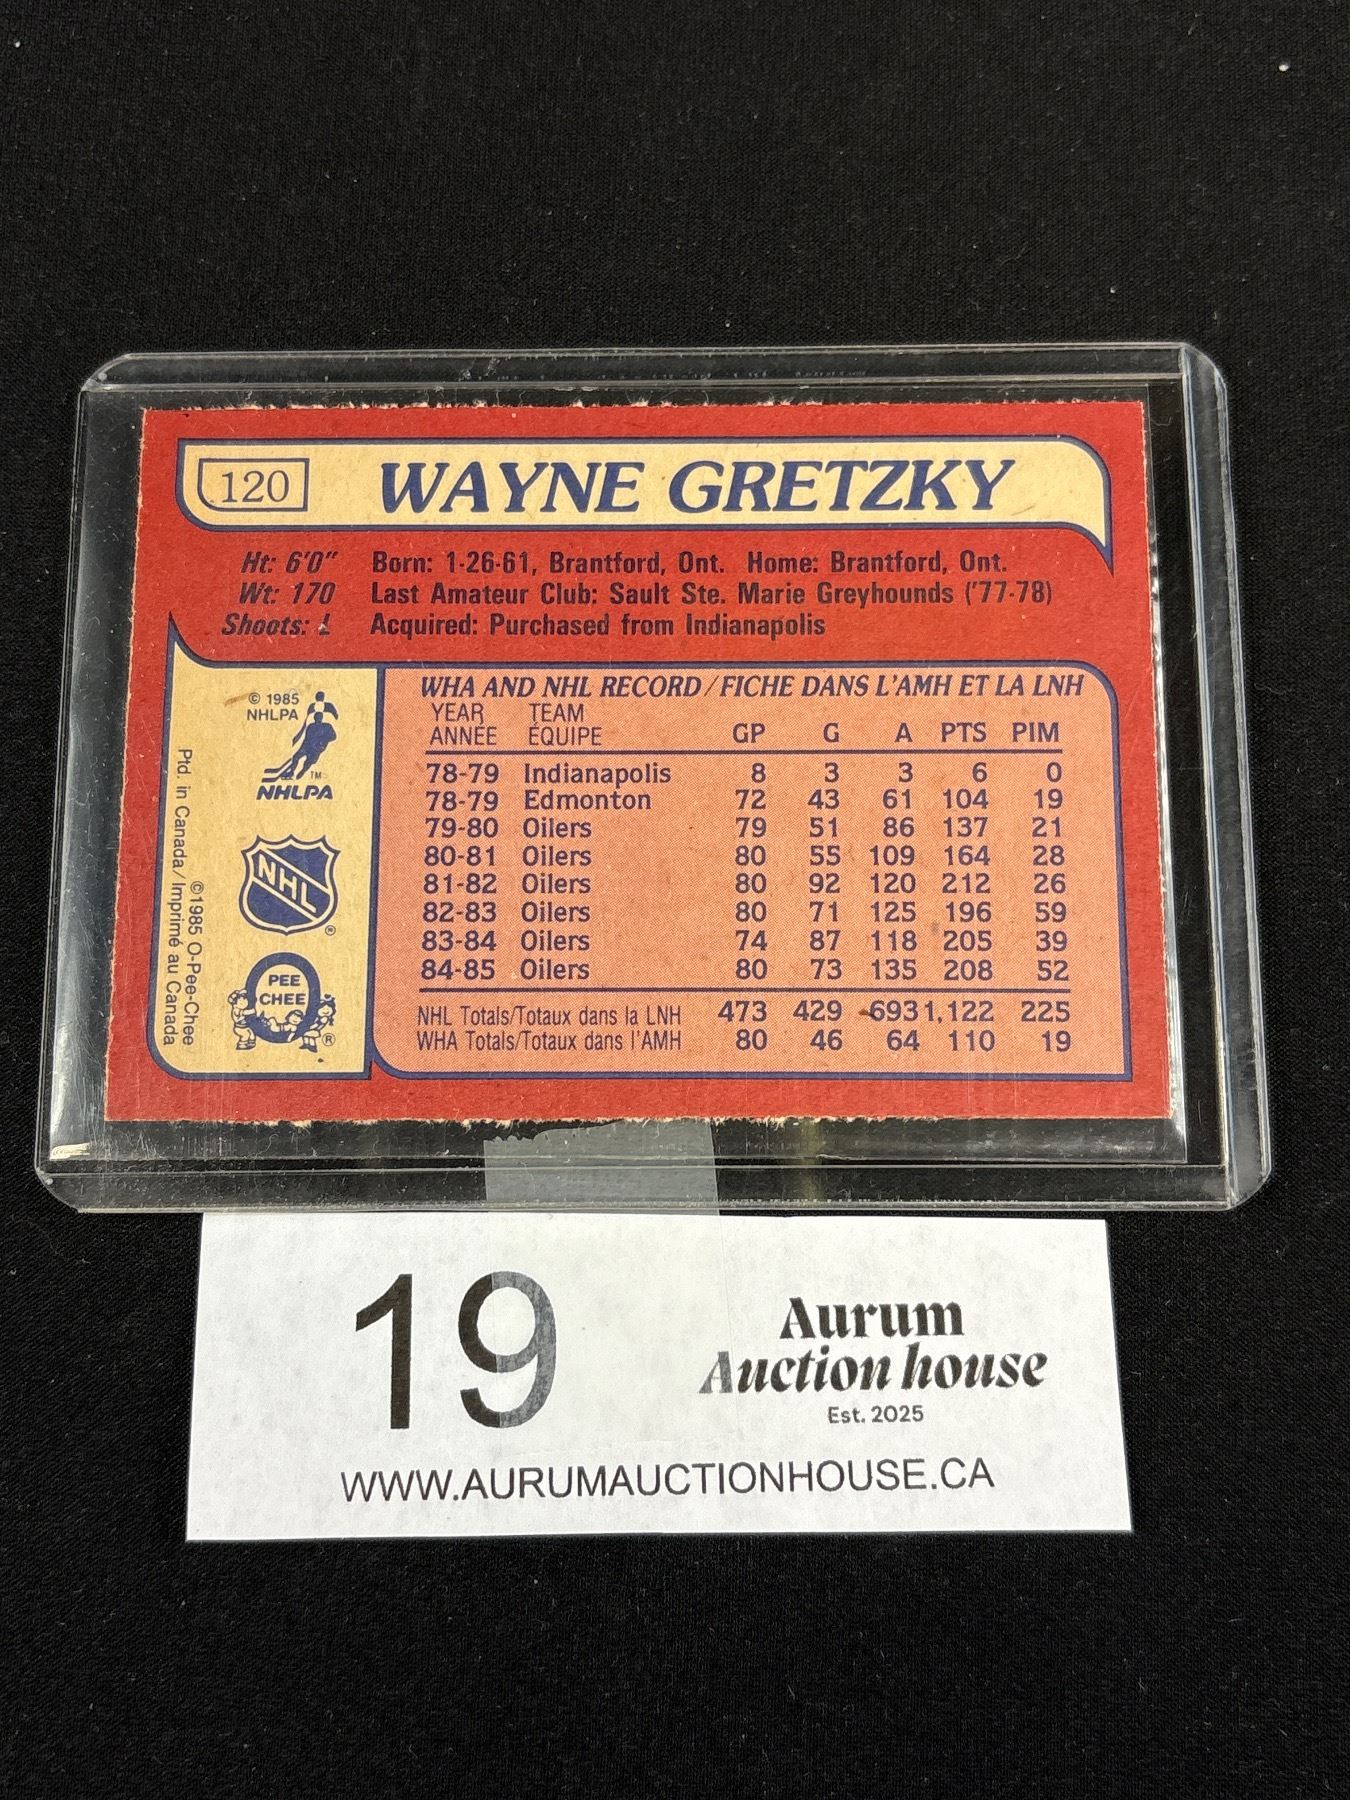 120 WAYNE GRETZKY
Ht: 6'0" Born: 1-26-61, Brantford, Ont. Home: Brantford, Ont.
Wt: 170 Last Amateur Club: Sault Ste. Marie Greyhounds ('77-78)
Shoots: L Acquired: Purchased from Indianapolis
© 1985
NHLPA
TM
NHLPA
NHL
®
PEE
CHEE
®
Ptd. in Canada/Imprimé au Canada
©1985 O-Pee-Chee
WHA AND NHL RECORD/FICHE DANS L'AMH ET LA LNH
YEAR TEAM
ANNÉE ÉQUIPE GP G A PTS PIM
78-79 Indianapolis 8 3 3 6 0
78-79 Edmonton 72 43 61 104 19
79-80 Oilers 79 51 86 137 21
80-81 Oilers 80 55 109 164 28
81-82 Oilers 80 92 120 212 26
82-83 Oilers 80 71 125 196 59
83-84 Oilers 74 87 118 205 39
84-85 Oilers 80 73 135 208 52
NHL Totals/Totaux dans la LNH 473 429 693 1,122 225
WHA Totals/Totaux dans l'AMH 80 46 64 110 19
19
Aurum
Auction house
Est. 2025
WWW.AURUMAUCTIONHOUSE.CA